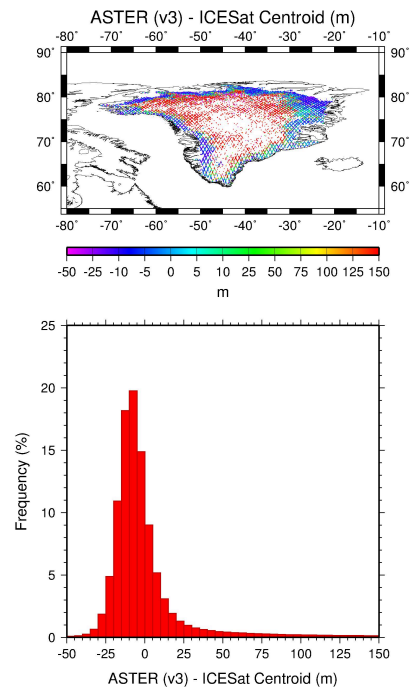 ASTER (v3) - ICESat Centroid (m)
-80˚ -70˚ -60˚ -50˚ -40˚ -30˚ -20˚ -10˚
90˚ 90˚
80˚ 80˚
70˚ 70˚
60˚ 60˚
-80˚ -70˚ -60˚ -50˚ -40˚ -30˚ -20˚ -10˚
-50 -25 -10 -5 0 5 10 25 50 75 100 125 150
m
25
20
15
10
5
0
Frequency (%)
-50 -25 0 25 50 75 100 125 150
ASTER (v3) - ICESat Centroid (m)